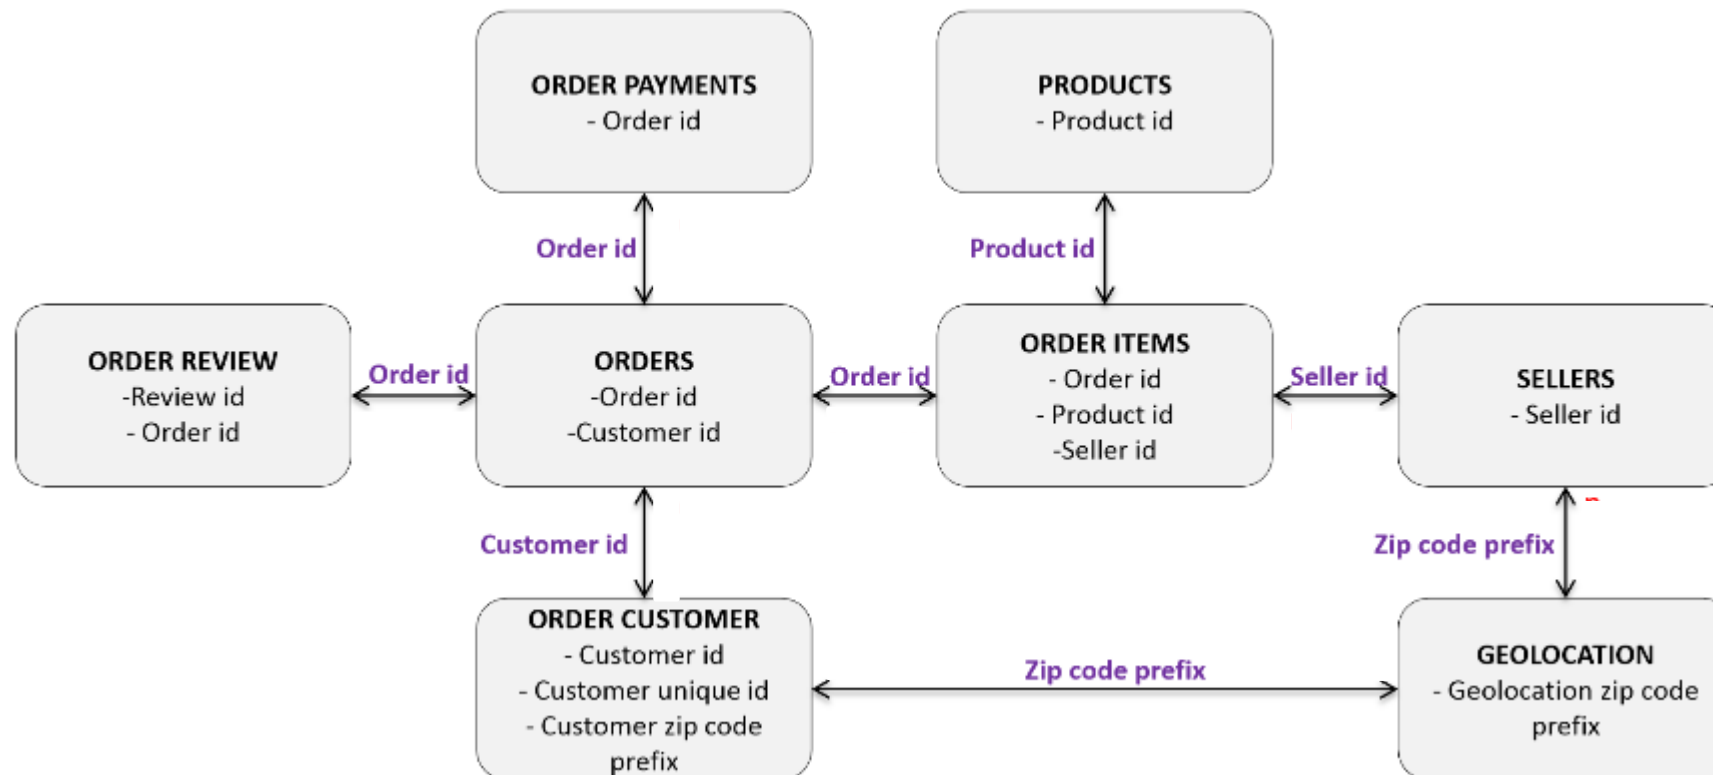 ORDER PAYMENTS
- Order id
PRODUCTS
- Product id
Order id
Product id
ORDER REVIEW
-Review id
- Order id
Order id
ORDERS
-Order id
-Customer id
Order id
ORDER ITEMS
- Order id
- Product id
-Seller id
Seller id
SELLERS
- Seller id
Customer id
Zip code prefix
ORDER CUSTOMER
- Customer id
- Customer unique id
- Customer zip code
prefix
Zip code prefix
GEOLOCATION
- Geolocation zip code
prefix